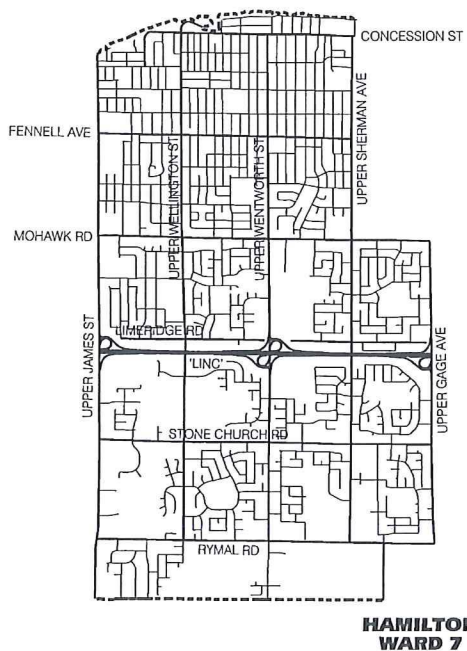 CONCESSION ST
FENNELL AVE
UPPER SHERMAN AVE
UPPER WELLINGTON ST
UPPER WENTWORTH ST
MOHAWK RD
LIMERIDGE RD
UPPER JAMES ST
'LINC'
UPPER GAGE AVE
STONE CHURCH RD
RYMAL RD
HAMILTON
WARD 7